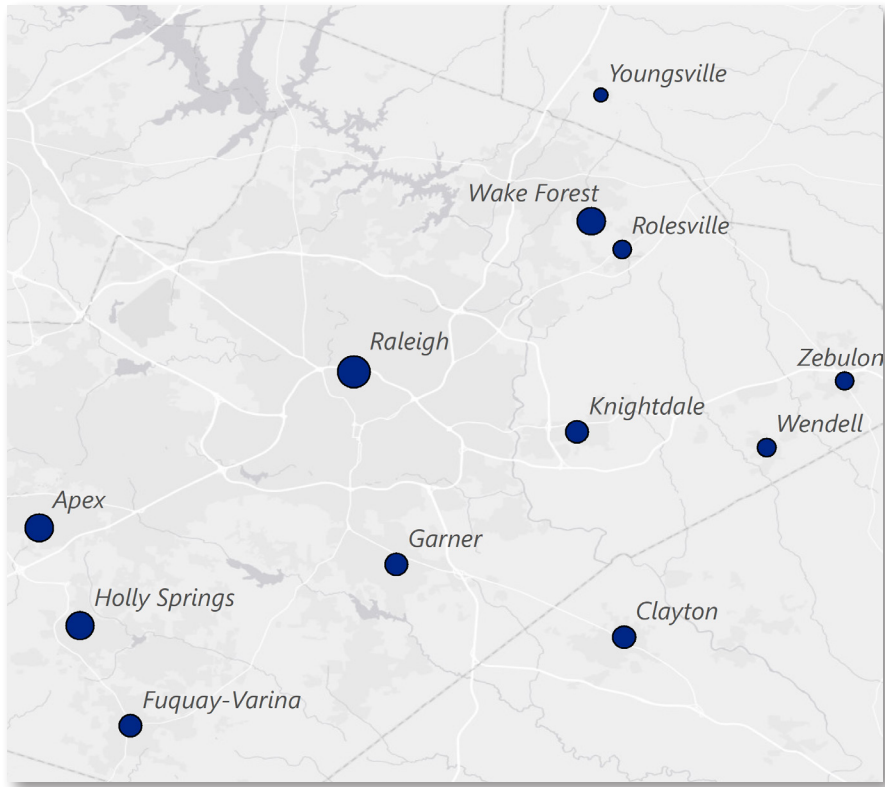 Youngsville
Wake Forest
Rolesville
Raleigh
Zebulon
Knightdale
Wendell
Apex
Garner
Holly Springs
Clayton
Fuquay-Varina